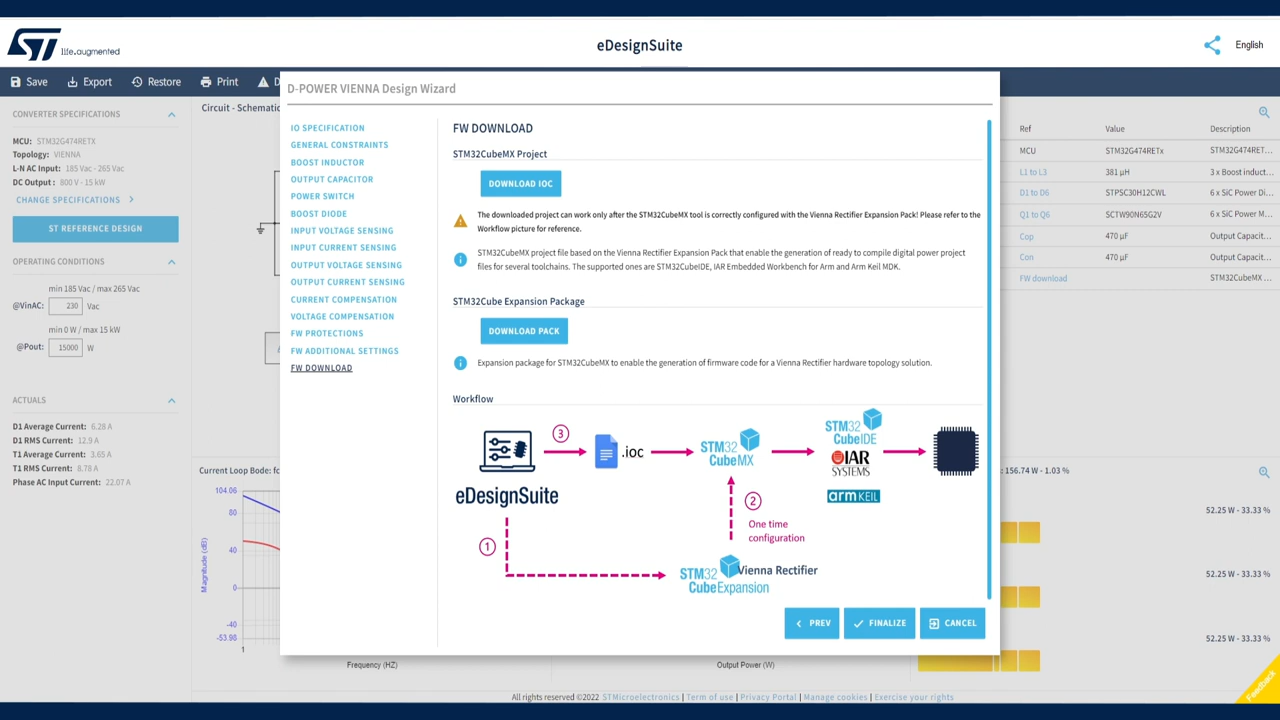 ST life.augmented
eDesignSuite
English
Save
Export
Restore
Print
D-POWER VIENNA Design Wizard
CONVERTER SPECIFICATIONS
MCU: STM32G474RETX
Topology: VIENNA
L-N AC Input: 185 Vac - 265 Vac
DC Output : 800 V - 15 kW
CHANGE SPECIFICATIONS
ST REFERENCE DESIGN
OPERATING CONDITIONS
min 185 Vac / max 265 Vac
@VinAC: 230 Vac
min 0 W / max 15 kW
@Pout: 15000 W
ACTUALS
D1 Average Current: 6.28 A
D1 RMS Current: 12.9 A
T1 Average Current: 3.65 A
T1 RMS Current: 8.78 A
Phase AC Input Current: 22.07 A
Circuit - Schematic
Current Loop Bode: fc
104.06
80
40
0
-40
-53.98
1
Magnitude (dB)
Frequency (HZ)
IO SPECIFICATION
GENERAL CONSTRAINTS
BOOST INDUCTOR
OUTPUT CAPACITOR
POWER SWITCH
BOOST DIODE
INPUT VOLTAGE SENSING
INPUT CURRENT SENSING
OUTPUT VOLTAGE SENSING
OUTPUT CURRENT SENSING
CURRENT COMPENSATION
VOLTAGE COMPENSATION
FW PROTECTIONS
FW ADDITIONAL SETTINGS
FW DOWNLOAD
FW DOWNLOAD
STM32CubeMX Project
DOWNLOAD IOC
The downloaded project can work only after the STM32CubeMX tool is correctly configured with the Vienna Rectifier Expansion Pack! Please refer to the
Workflow picture for reference.
STM32CubeMX project file based on the Vienna Rectifier Expansion Pack that enable the generation of ready to compile digital power project
files for several toolchains. The supported ones are STM32CubeIDE, IAR Embedded Workbench for Arm and Arm Keil MDK.
STM32Cube Expansion Package
DOWNLOAD PACK
Expansion package for STM32CubeMX to enable the generation of firmware code for a Vienna Rectifier hardware topology solution.
Workflow
eDesignSuite
3
.ioc
STM32
CubeMX
STM32
CubeIDE
IAR
SYSTEMS
arm KEIL
2
One time
configuration
1
STM32
CubeExpansion
Vienna Rectifier
PREV
FINALIZE
CANCEL
Ref Value Description
MCU STM32G474RETx STM32G474RET...
L1 to L3 381 µH 3 x Boost induct...
D1 to D6 STPSC30H12CWL 6 x SiC Power Di...
Q1 to Q6 SCTW90N65G2V 6 x SiC Power M...
Cop 470 µF Output Capacit...
Con 470 µF Output Capacit...
FW download STM32CubeMX ...
: 156.74 W - 1.03 %
52.25 W - 33.33 %
52.25 W - 33.33 %
52.25 W - 33.33 %
Output Power (W)
All rights reserved ©2022 STMicroelectronics | Term of use | Privacy Portal | Manage cookies | Exercise your rights
Feedback